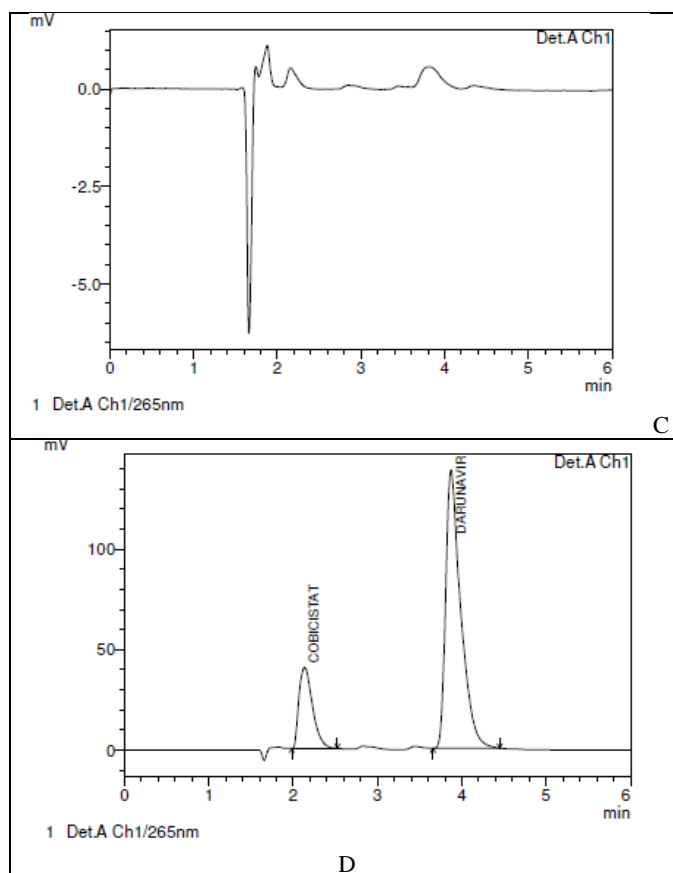 mV
Det.A Ch1
0.0
-2.5
-5.0
0 1 2 3 4 5 6
min
1 Det.A Ch1/265nm
C
mV
Det.A Ch1
COBICISTAT
DARUNAVIR
100
50
0
0 1 2 3 4 5 6
min
1 Det.A Ch1/265nm
D